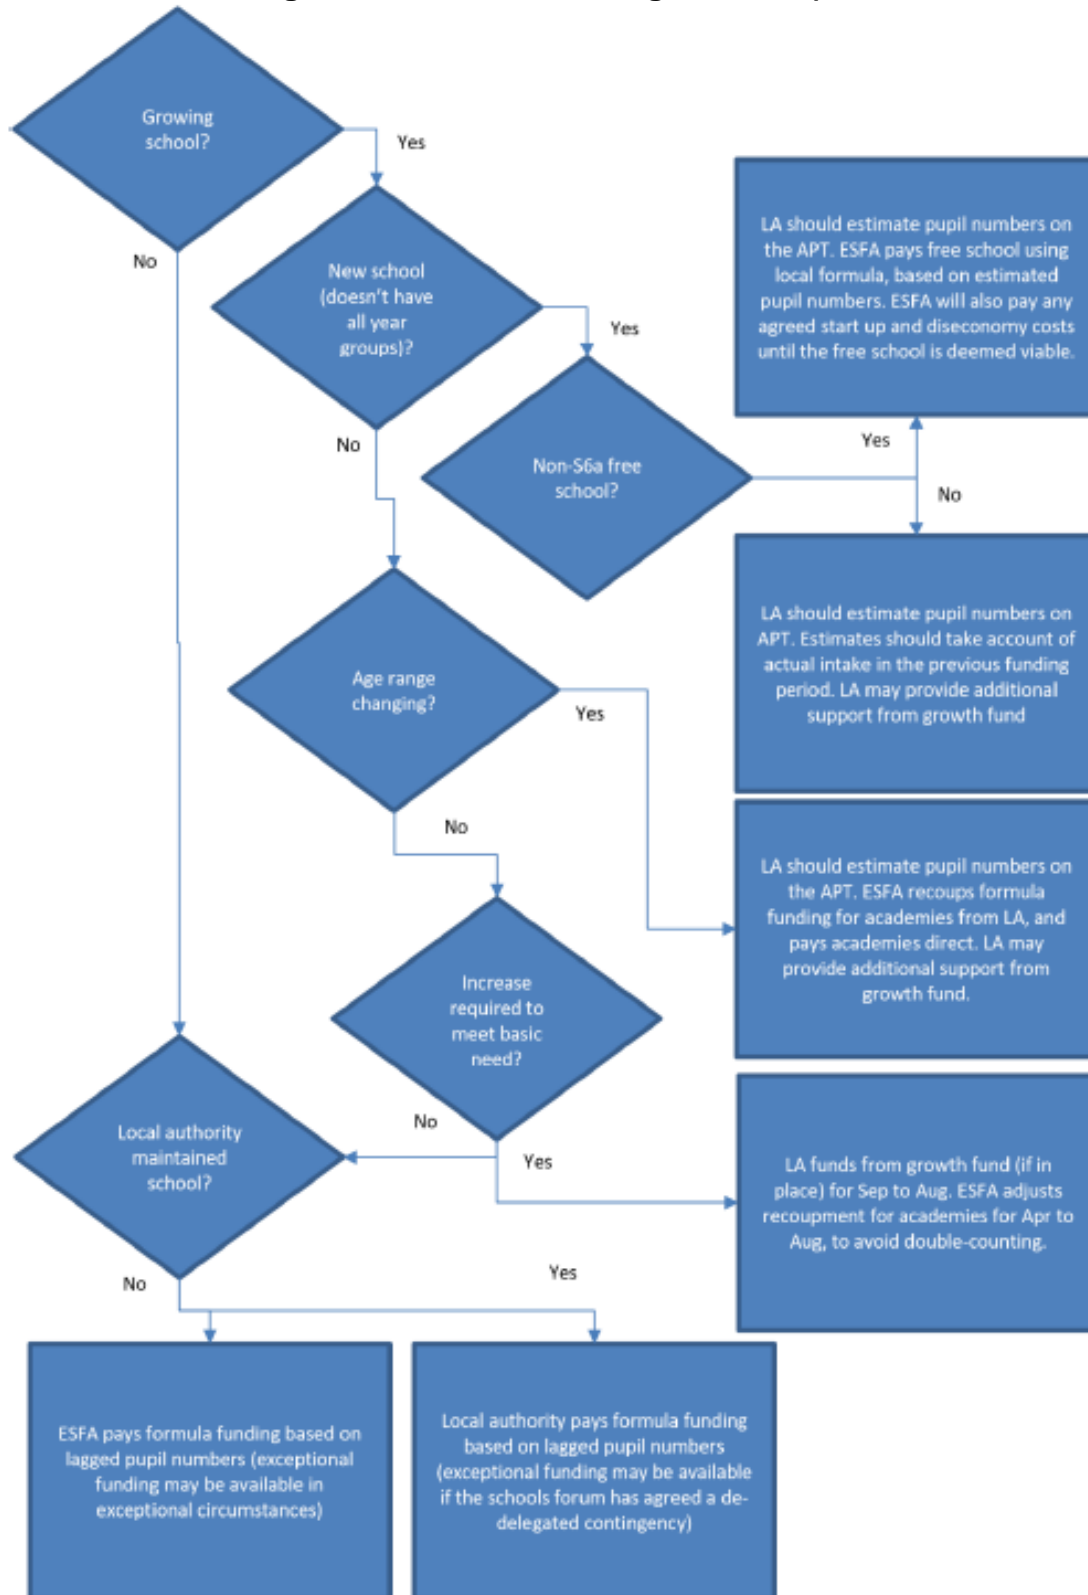 Growing
school?
Yes
No
New school
(doesn't have
all year
groups)?
Yes
No
LA should estimate pupil numbers on
the APT. ESFA pays free school using
local formula, based on estimated
pupil numbers. ESFA will also pay any
agreed start up and diseconomy costs
until the free school is deemed viable.
Non-S6a free
school?
Yes
No
LA should estimate pupil numbers on
APT. Estimates should take account of
actual intake in the previous funding
period. LA may provide additional
support from growth fund
Age range
changing?
Yes
No
LA should estimate pupil numbers on
the APT. ESFA recoups formula
funding for academies from LA, and
pays academies direct. LA may
provide additional support from
growth fund.
Increase
required to
meet basic
need?
No
Yes
LA funds from growth fund (if in
place) for Sep to Aug. ESFA adjusts
recoupment for academies for Apr to
Aug, to avoid double-counting.
Local authority
maintained
school?
No
Yes
ESFA pays formula funding based on
lagged pupil numbers (exceptional
funding may be available in
exceptional circumstances)
Local authority pays formula funding
based on lagged pupil numbers
(exceptional funding may be available
if the schools forum has agreed a de-
delegated contingency)